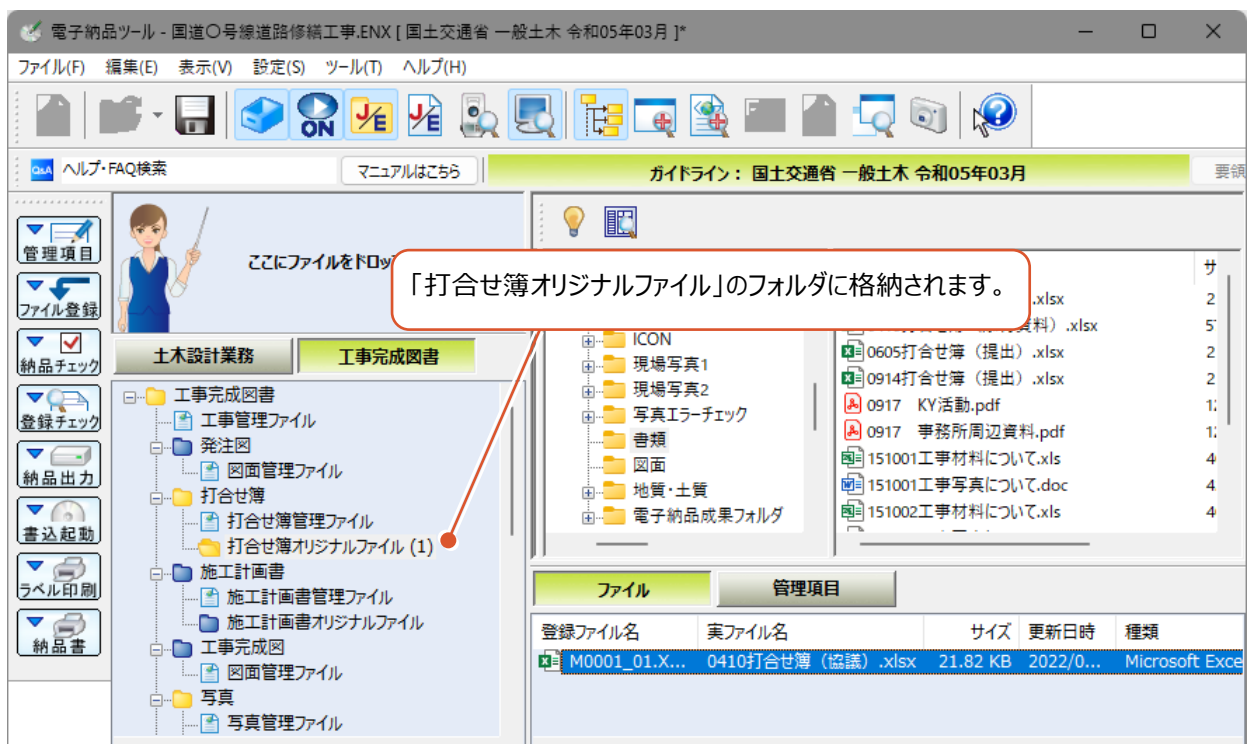 電子納品ツール - 国道〇号線道路修繕工事.ENX [ 国土交通省 一般土木 令和05年03月 ]*
ファイル(F) 編集(E) 表示(V) 設定(S) ツール(T) ヘルプ(H)
ON
J/E
J/E
Q&A ヘルプ・FAQ検索
マニュアルはこちら
ガイドライン： 国土交通省 一般土木 令和05年03月
要領
管理項目
ファイル登録
納品チェック
登録チェック
納品出力
書込起動
ラベル印刷
納品書
ここにファイルをドロッ
「打合せ簿オリジナルファイル」のフォルダに格納されます。
土木設計業務
工事完成図書
工事完成図書
工事管理ファイル
発注図
図面管理ファイル
打合せ簿
打合せ簿管理ファイル
打合せ簿オリジナルファイル (1)
施工計画書
施工計画書管理ファイル
施工計画書オリジナルファイル
工事完成図
図面管理ファイル
写真
写真管理ファイル
ICON
現場写真1
現場写真2
写真エラーチェック
書類
図面
地質・土質
電子納品成果フォルダ
サ
.xlsx 2
料）.xlsx 5
0605打合せ簿（提出）.xlsx 2
0914打合せ簿（提出）.xlsx 2
0917 KY活動.pdf 1
0917 事務所周辺資料.pdf 1
151001工事材料について.xls 4
151001工事写真について.doc 4
151002工事材料について.xls 4
ファイル
管理項目
登録ファイル名 実ファイル名 サイズ 更新日時 種類
M0001_01.X... 0410打合せ簿（協議）.xlsx 21.82 KB 2022/0... Microsoft Exce